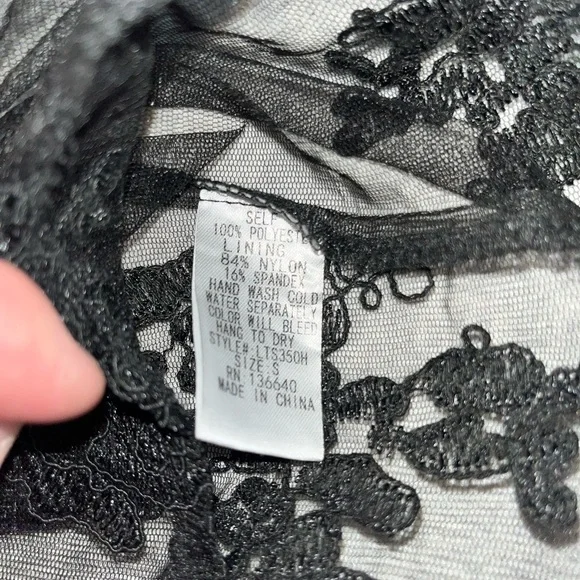 SELF
100% POLYESTER
LINING
84% NYLON
16% SPANDEX
HAND WASH COLD
WATER SEPARATELY
COLOR WILL BLEED
HANG TO DRY
STYLE#: LTS350H
SIZE: S
RN: 136640
MADE IN CHINA